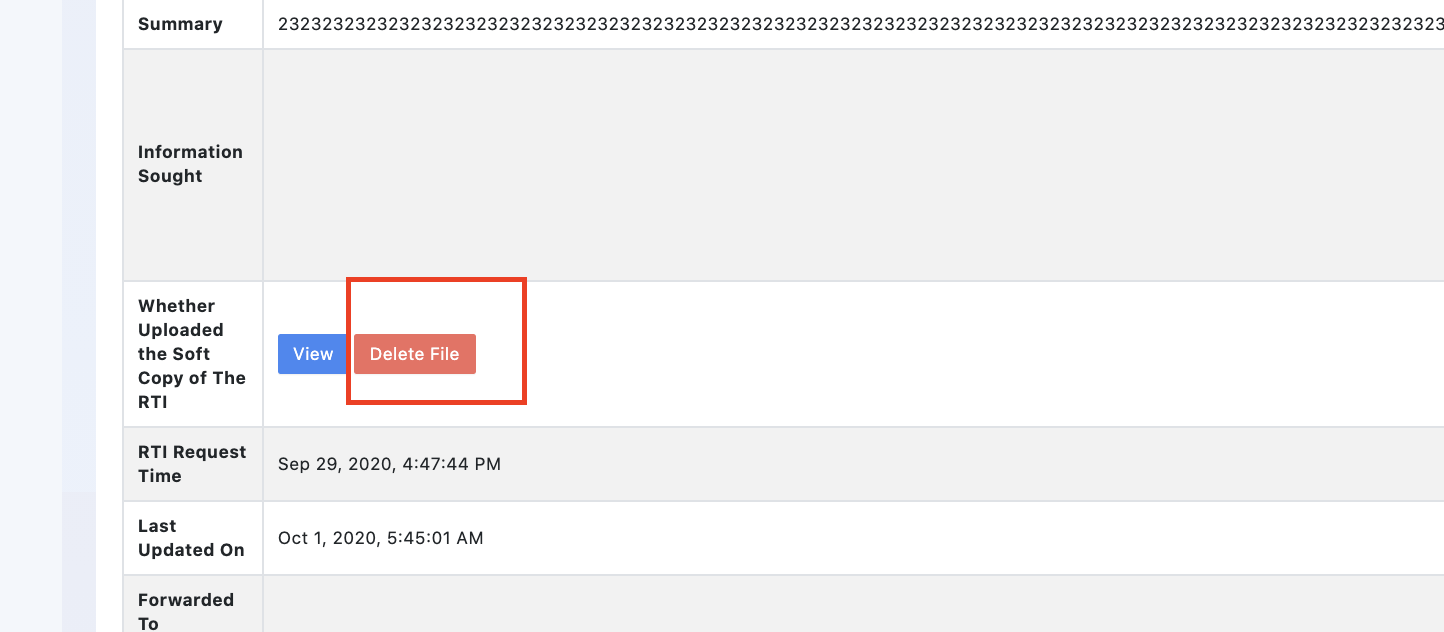 Summary 2323232323232323232323232323232323232323232323232323232323232323232323232323232323232323232323232323232323
Information
Sought
Whether
Uploaded
the Soft
Copy of The
RTI
View Delete File
RTI Request
Time
Sep 29, 2020, 4:47:44 PM
Last
Updated On
Oct 1, 2020, 5:45:01 AM
Forwarded
To